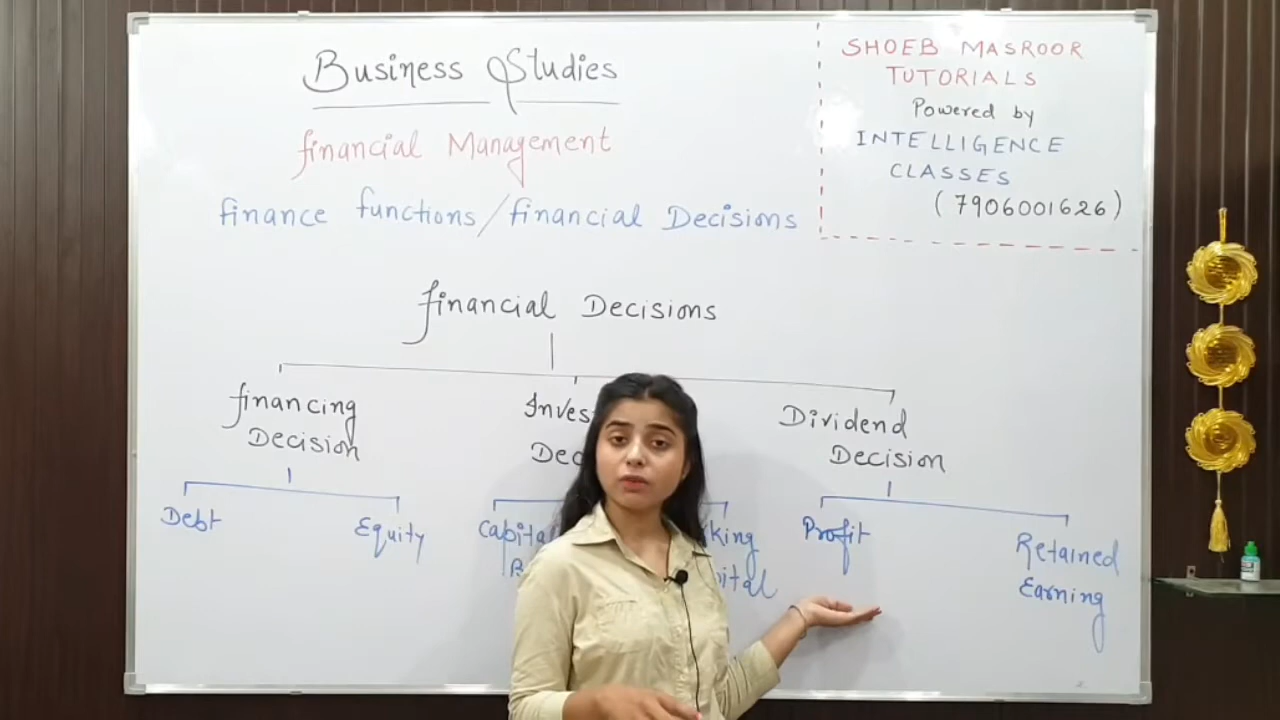 Business Studies
financial Management
finance functions/financial Decisions
SHOEB MASROOR
TUTORIALS
Powered by
INTELLIGENCE
CLASSES
(7906001626)
financial Decisions
financing
Decision
Debt
Equity
Dividend
Decision
Profit
Retained
Earning